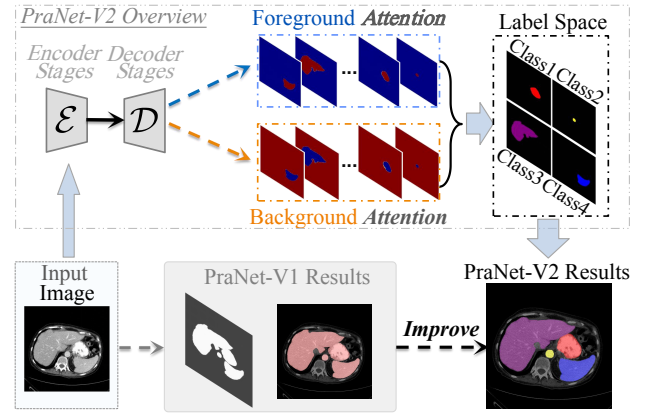 PraNet-V2 Overview
Foreground Attention
Label Space
Encoder Decoder
Stages Stages
Class1 Class2
ℰ
𝒟
...
...
Class3 Class4
Background Attention
Input
Image
PraNet-V1 Results
PraNet-V2 Results
Improve